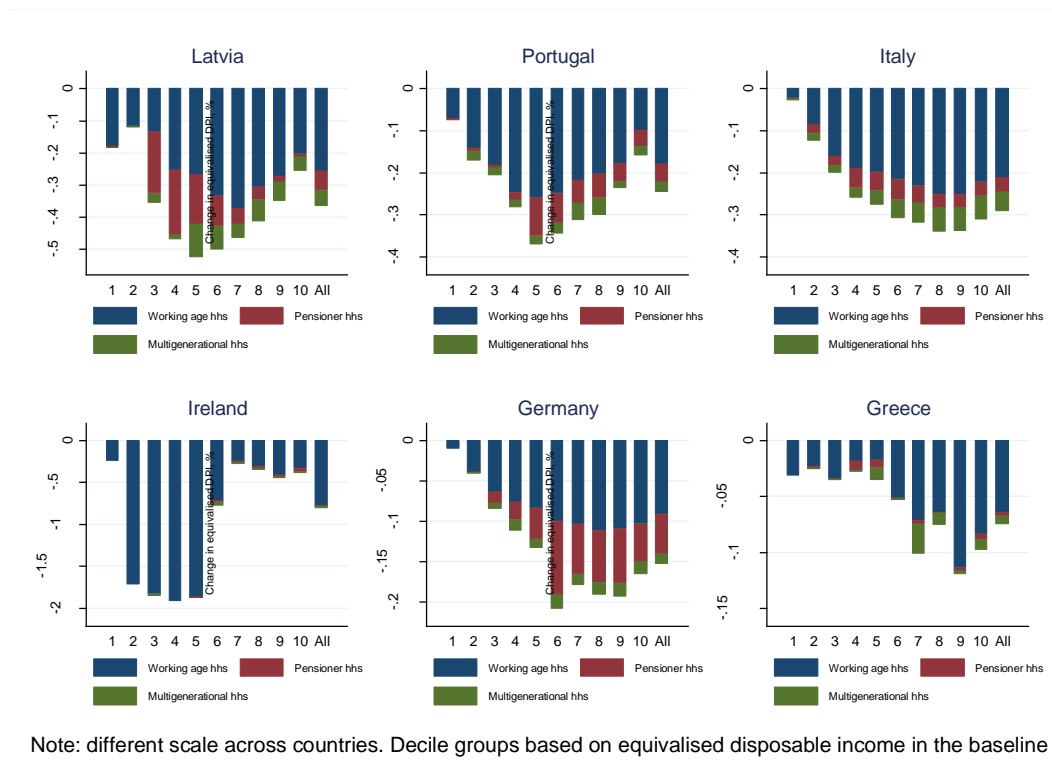 Latvia
Portugal
Italy
0
-.1
-.2
-.3
-.4
-.5
Change in equivalised DPI, %
1 2 3 4 5 6 7 8 9 10 All
Working age hhs
Pensioner hhs
Multigenerational hhs
0
-.1
-.2
-.3
-.4
Change in equivalised DPI, %
1 2 3 4 5 6 7 8 9 10 All
Working age hhs
Pensioner hhs
Multigenerational hhs
0
-.1
-.2
-.3
-.4
1 2 3 4 5 6 7 8 9 10 All
Working age hhs
Pensioner hhs
Multigenerational hhs
Ireland
Germany
Greece
0
-.5
-1
-1.5
-2
Change in equivalised DPI, %
1 2 3 4 5 6 7 8 9 10 All
Working age hhs
Pensioner hhs
Multigenerational hhs
0
-.05
-.1
-.15
-.2
Change in equivalised DPI, %
1 2 3 4 5 6 7 8 9 10 All
Working age hhs
Pensioner hhs
Multigenerational hhs
0
-.05
-.1
-.15
1 2 3 4 5 6 7 8 9 10 All
Working age hhs
Pensioner hhs
Multigenerational hhs
Note: different scale across countries. Decile groups based on equivalised disposable income in the baseline